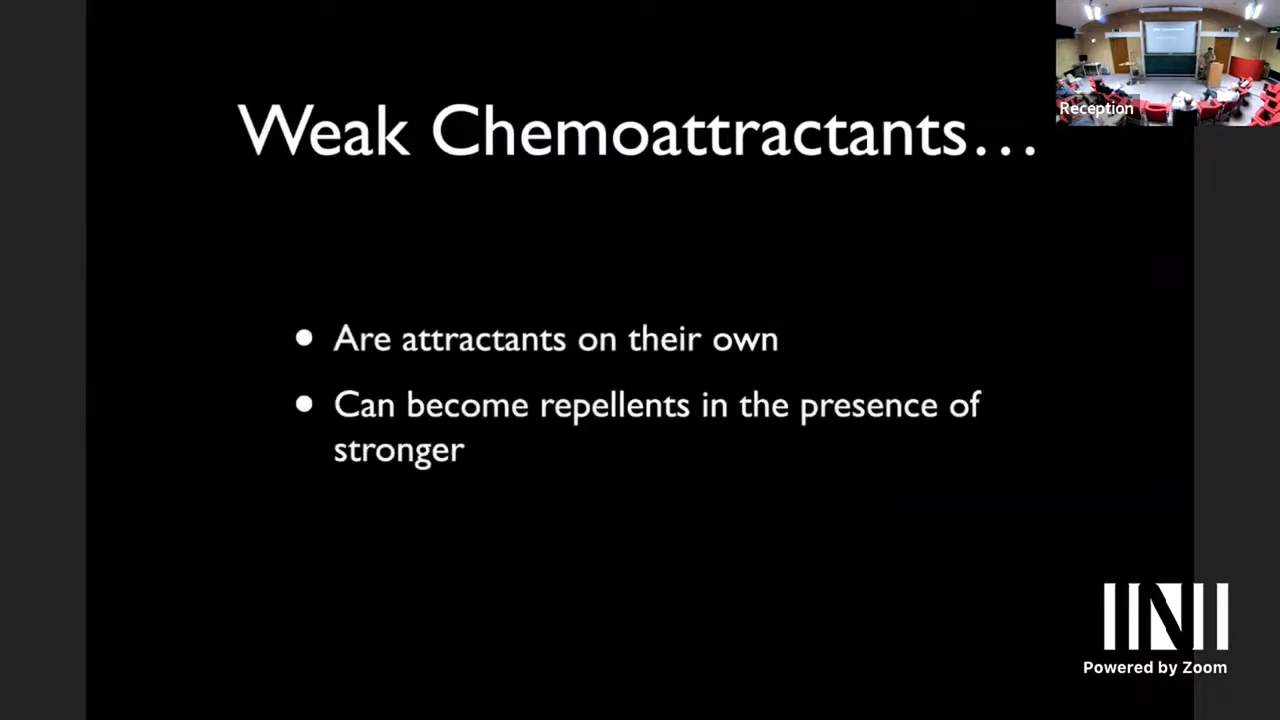 Reception
Weak Chemoattractants…
• Are attractants on their own
• Can become repellents in the presence of
stronger
INI
Powered by Zoom